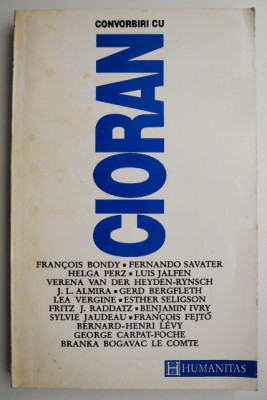 CONVORBIRI CU
CIORAN
FRANÇOIS BONDY ▪ FERNANDO SAVATER
HELGA PERZ ▪ LUIS JALFEN
VERENA VAN DER HEYDEN-RYNSCH
J. L. ALMIRA ▪ GERD BERGFLETH
LEA VERGINE ▪ ESTHER SELIGSON
FRITZ J. RADDATZ ▪ BENJAMIN IVRY
SYLVIE JAUDEAU ▪ FRANÇOIS FEJTŐ
BERNARD-HENRI LÉVY
GEORGE CARPAT-FOCHE
BRANKA BOGAVAC LE COMTE
H HUMANITAS